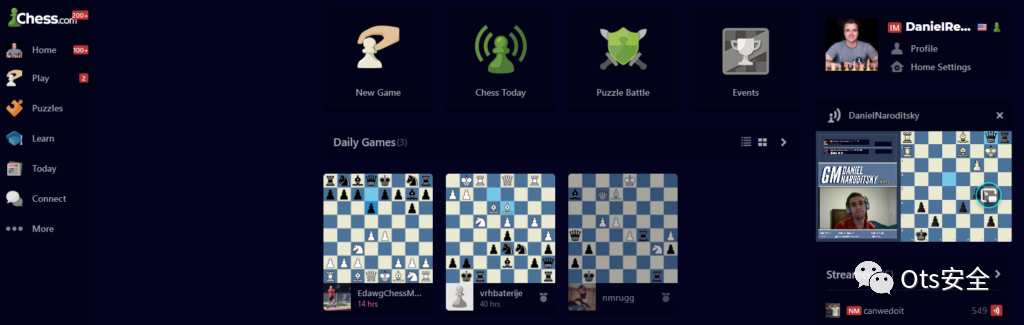 Chess.com
200+
Home
100+
Play
2
Puzzles
Learn
Today
Connect
More
New Game
Chess Today
Puzzle Battle
Events
Daily Games (3)
EdawgChessM...
14 hrs
vrhbaterije
40 hrs
nmrugg
IM DanielRe...
Profile
Home Settings
DanielNaroditsky
GM DANIEL
NARODITSKY
Ots安全
NM canwedoit
549